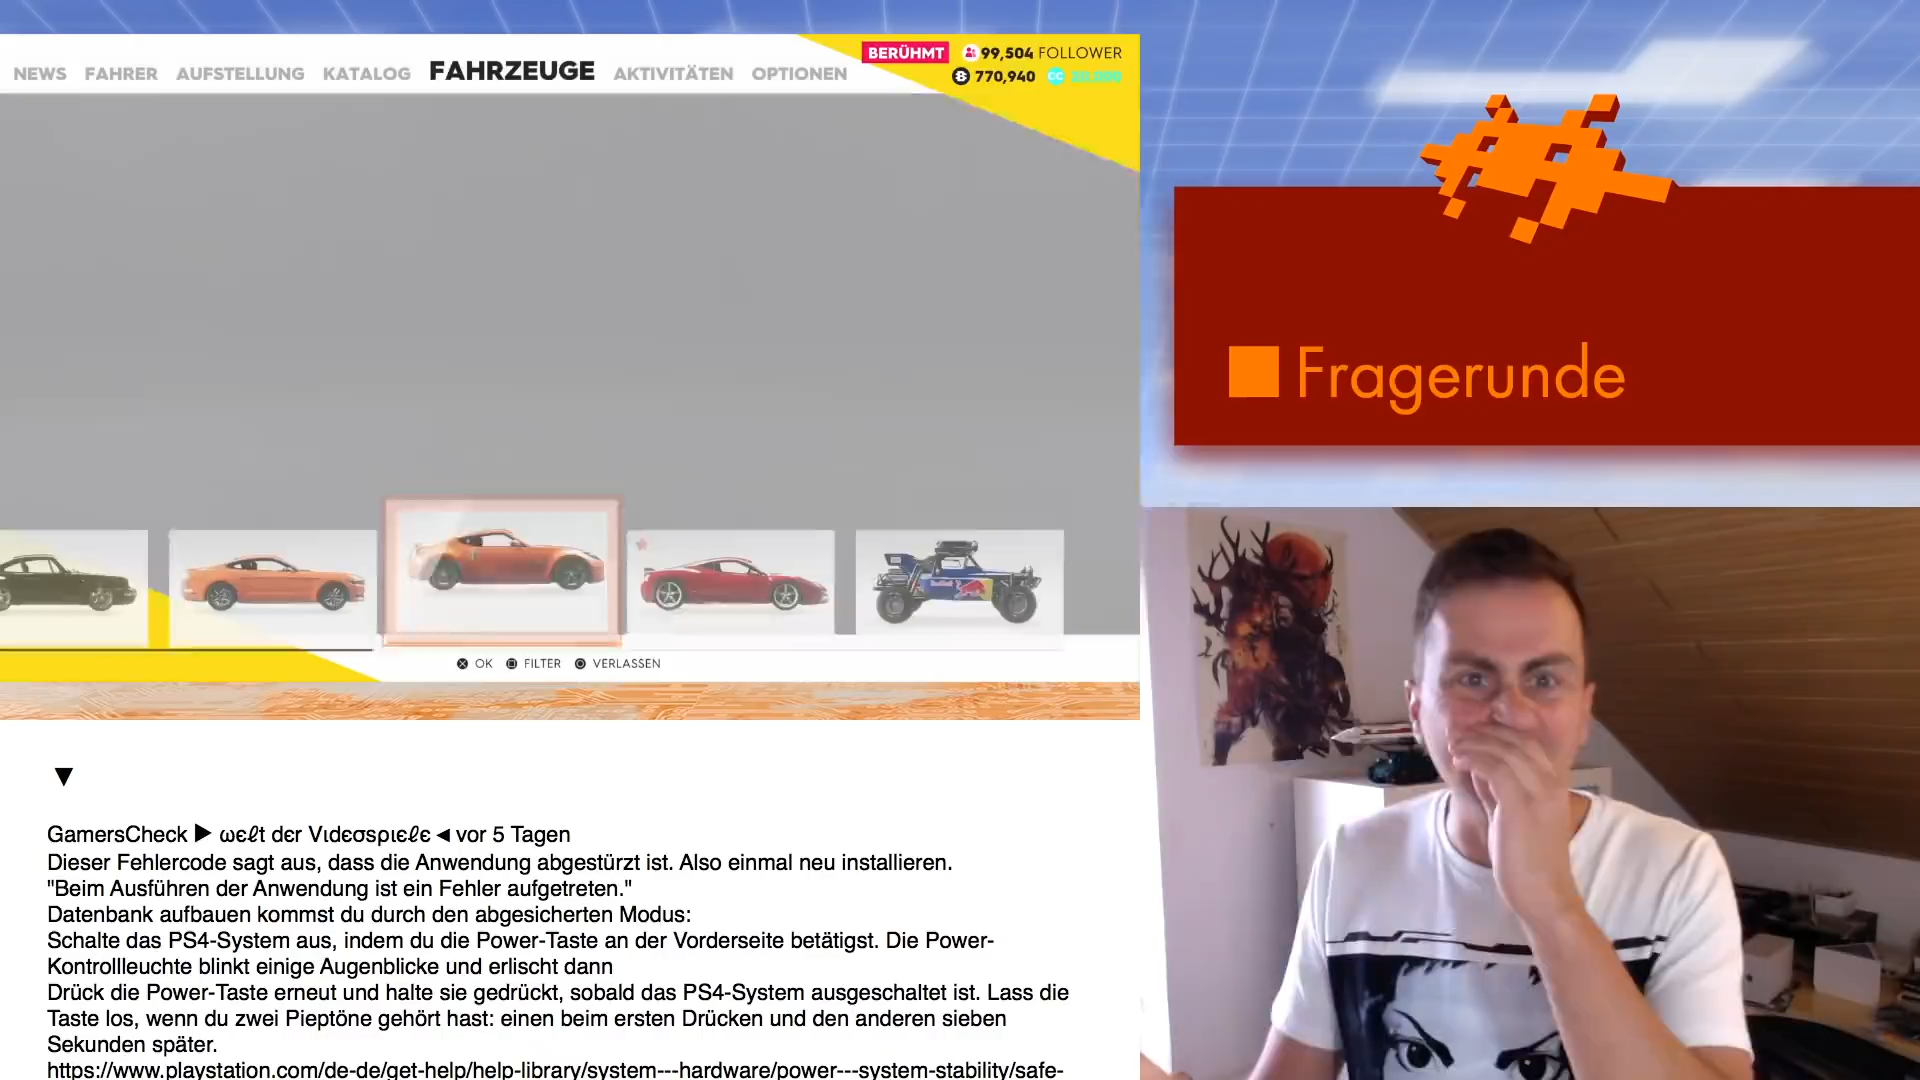 NEWS FAHRER AUFSTELLUNG KATALOG FAHRZEUGE AKTIVITÄTEN OPTIONEN
BERÜHMT 99,504 FOLLOWER
770,940 CC 20,000
OK FILTER VERLASSEN
Fragerunde
▼
GamersCheck ▶ ωєℓt dєr Vιdєσsριєℓє ◄ vor 5 Tagen
Dieser Fehlercode sagt aus, dass die Anwendung abgestürzt ist. Also einmal neu installieren.
"Beim Ausführen der Anwendung ist ein Fehler aufgetreten."
Datenbank aufbauen kommst du durch den abgesicherten Modus:
Schalte das PS4-System aus, indem du die Power-Taste an der Vorderseite betätigst. Die Power-
Kontrollleuchte blinkt einige Augenblicke und erlischt dann
Drück die Power-Taste erneut und halte sie gedrückt, sobald das PS4-System ausgeschaltet ist. Lass die
Taste los, wenn du zwei Pieptöne gehört hast: einen beim ersten Drücken und den anderen sieben
Sekunden später.
https://www.playstation.com/de-de/get-help/help-library/system---hardware/power---system-stability/safe-